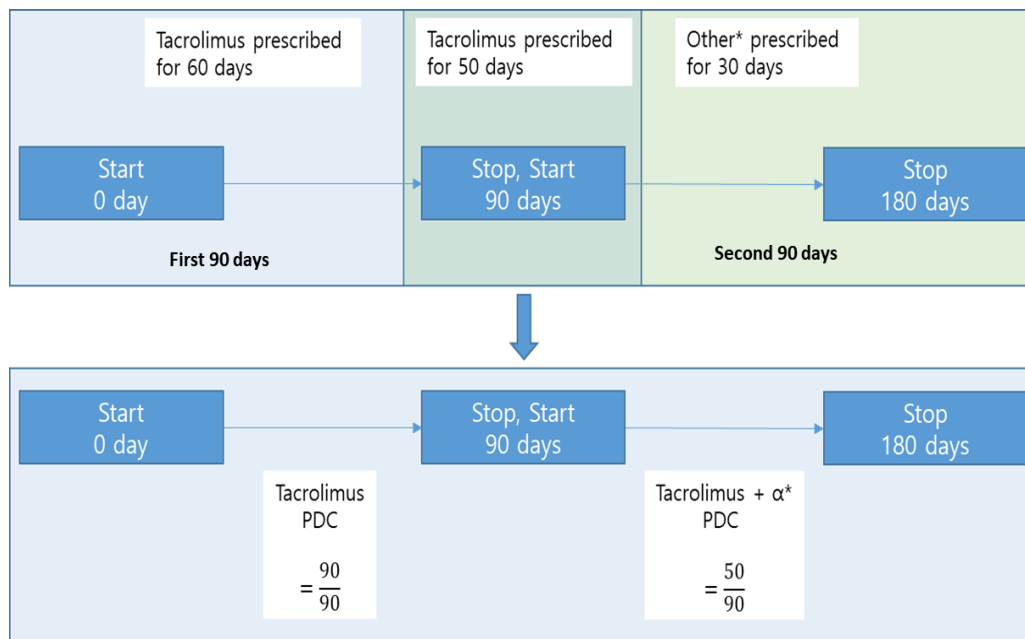 Tacrolimus prescribed
for 60 days
Tacrolimus prescribed
for 50 days
Other* prescribed
for 30 days
Start
0 day
Stop, Start
90 days
Stop
180 days
First 90 days
Second 90 days
Start
0 day
Stop, Start
90 days
Stop
180 days
Tacrolimus
PDC
= 90/90
Tacrolimus + α*
PDC
= 50/90